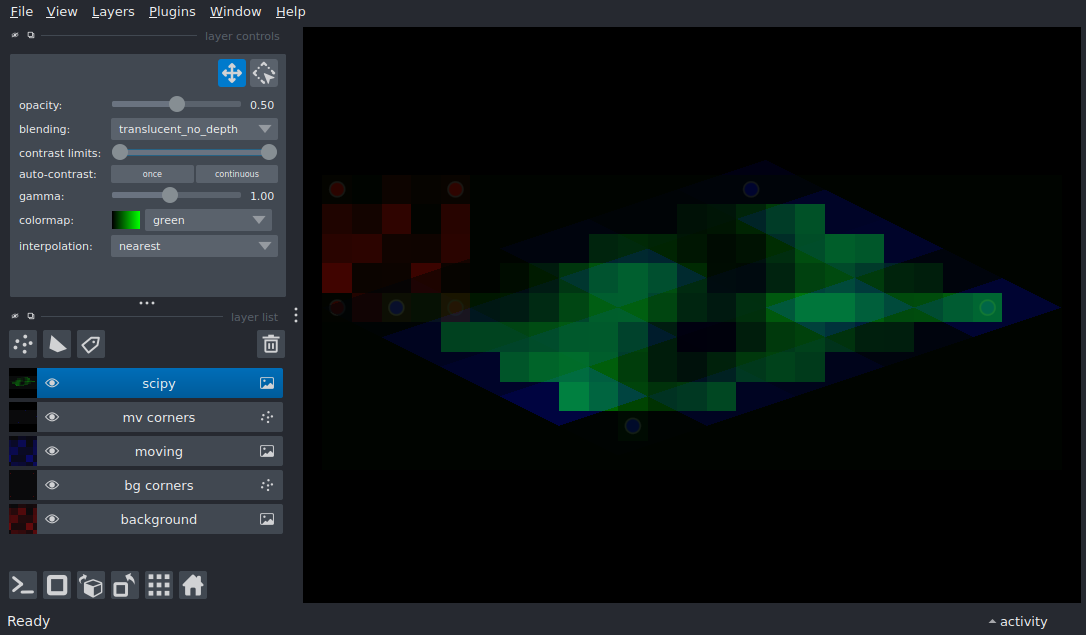 File View Layers Plugins Window Help
layer controls
opacity: 0.50
blending: translucent_no_depth
contrast limits:
auto-contrast: once continuous
gamma: 1.00
colormap: green
interpolation: nearest
layer list
scipy
mv corners
moving
bg corners
background
Ready activity